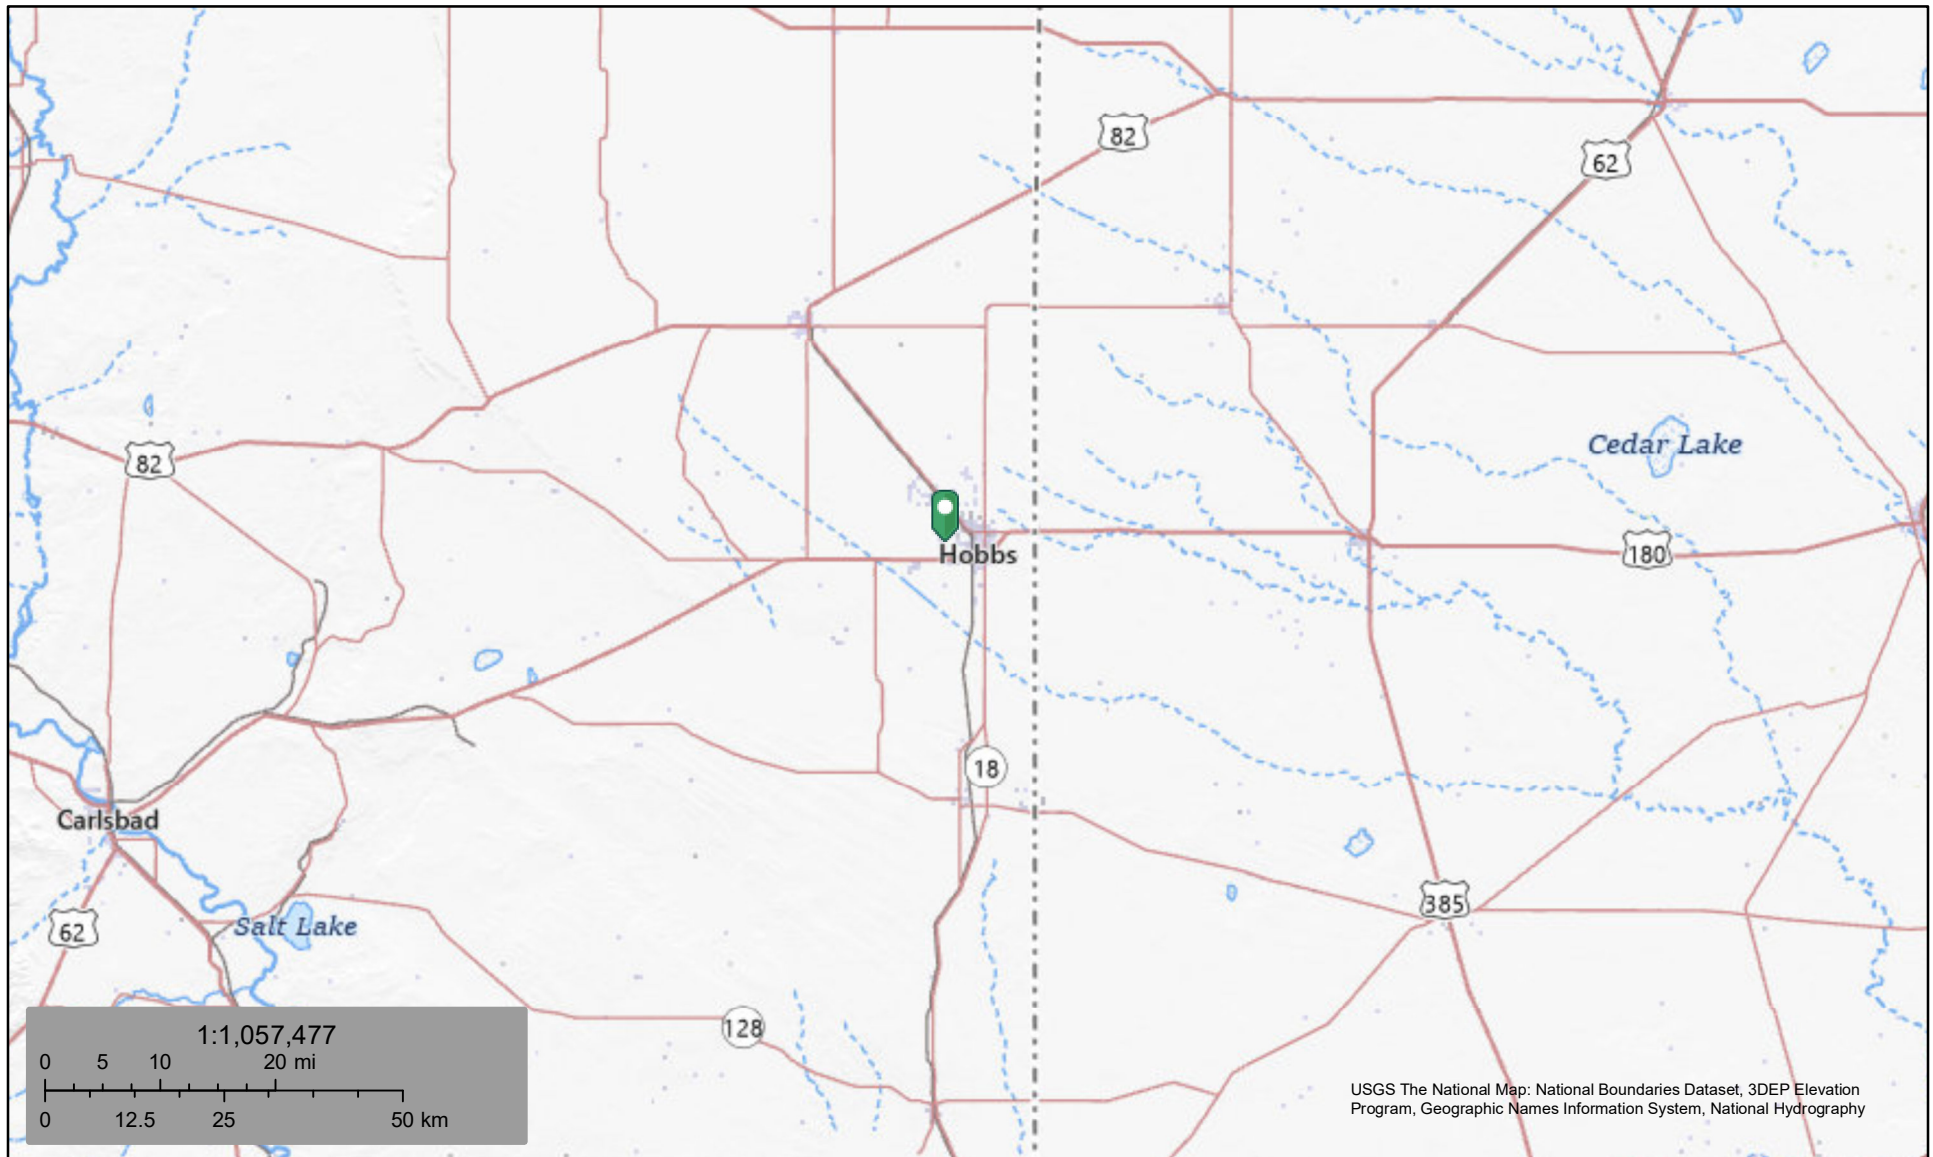 82
62
Cedar Lake
82
180
Hobbs
18
Carlsbad
385
62
Salt Lake
128
1:1,057,477
0 5 10 20 mi
0 12.5 25 50 km
USGS The National Map: National Boundaries Dataset, 3DEP Elevation
Program, Geographic Names Information System, National Hydrography